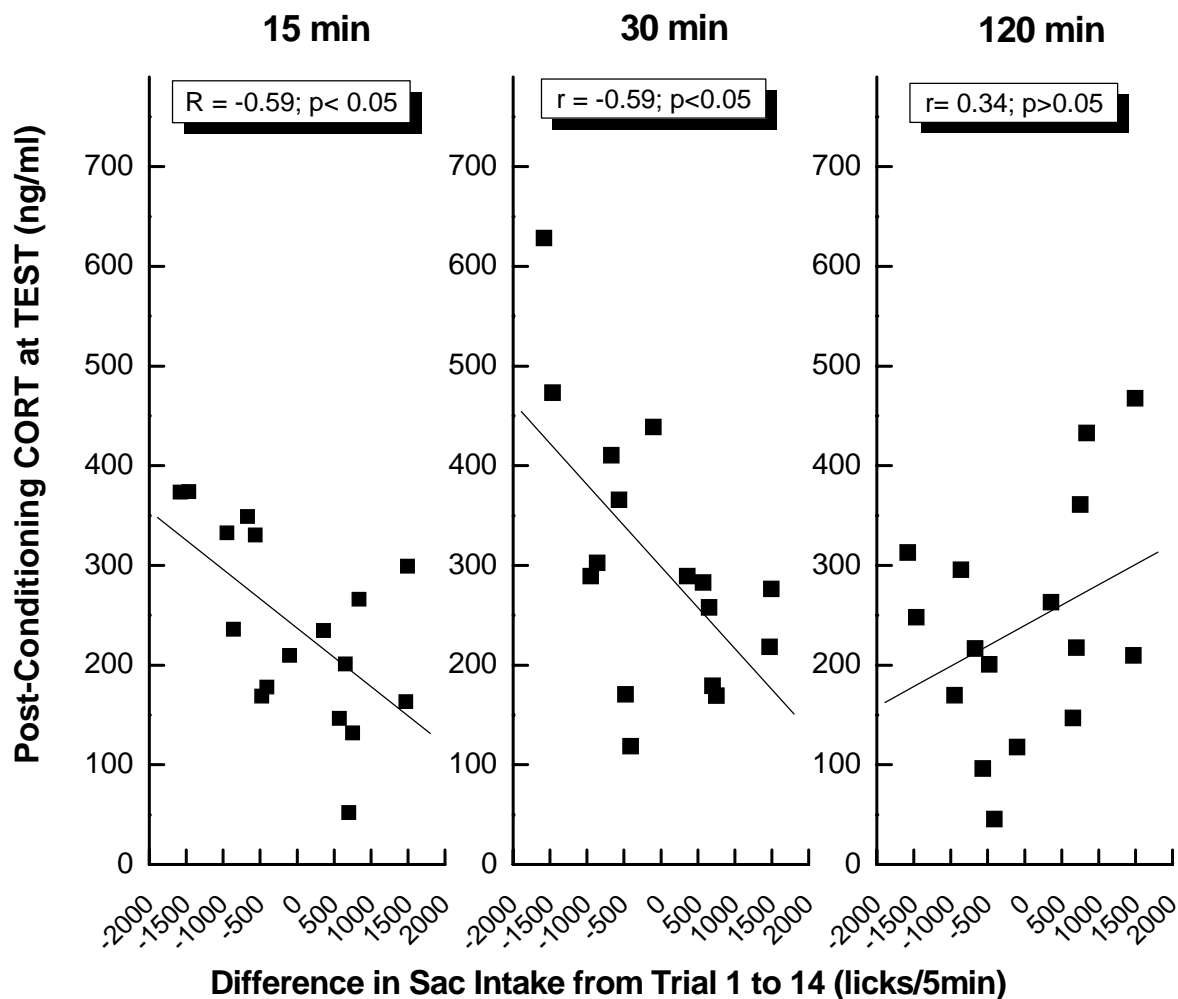 15 min 30 min 120 min
R = -0.59; p< 0.05 r = -0.59; p<0.05 r= 0.34; p>0.05
Post-Conditioning CORT at TEST (ng/ml)
700 700 700
600 600 600
500 500 500
400 400 400
300 300 300
200 200 200
100 100 100
0 0 0
-2000 -1500 -1000 -500 0 500 1000 1500 2000 -2000 -1500 -1000 -500 0 500 1000 1500 2000 -2000 -1500 -1000 -500 0 500 1000 1500 2000
Difference in Sac Intake from Trial 1 to 14 (licks/5min)